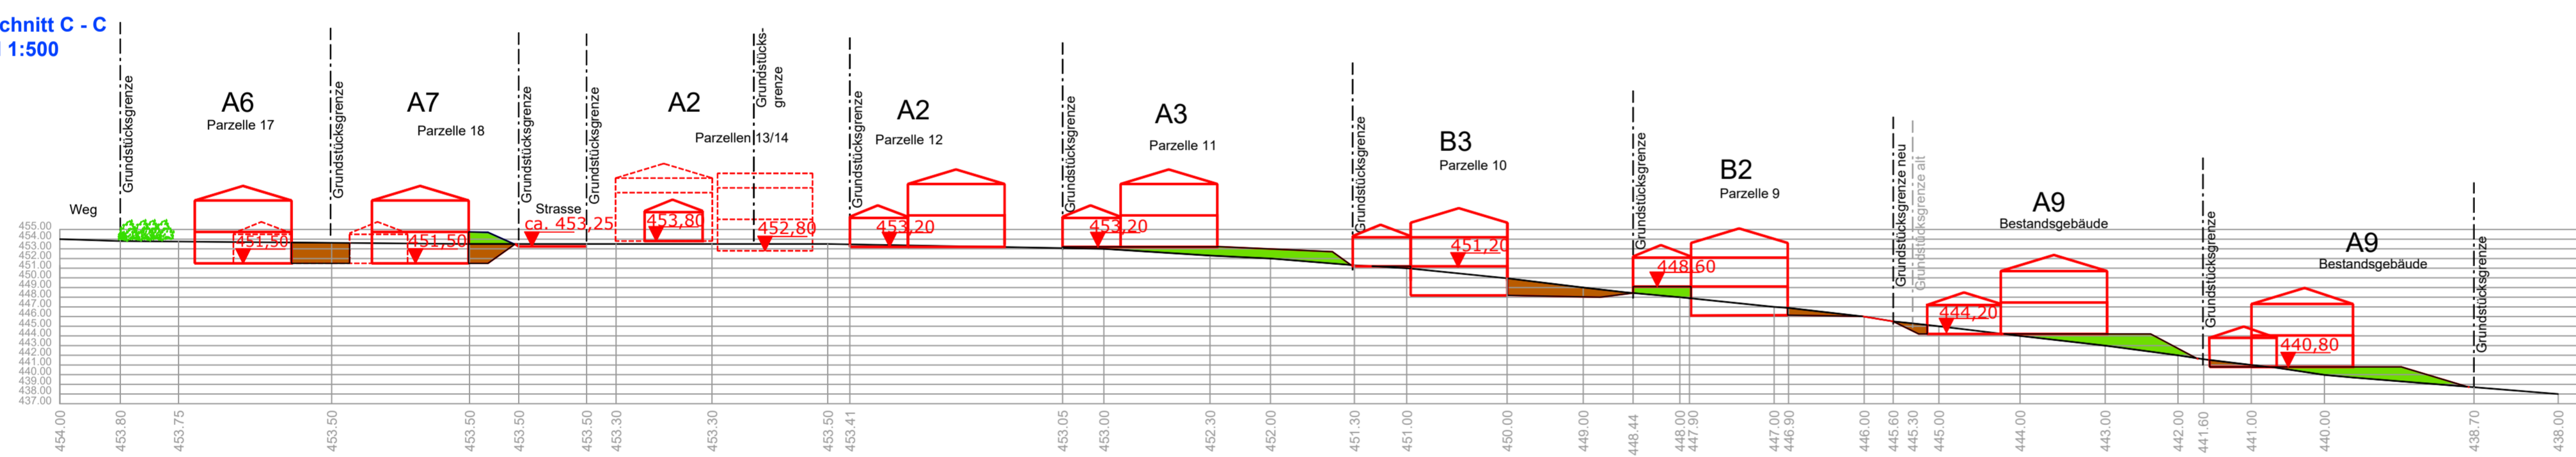 chnitt C - C
1:500
Weg
Grundstücksgrenze
A6
Parzelle 17
451,50
Grundstücksgrenze
A7
Parzelle 18
451,50
Grundstücksgrenze
Strasse
ca. 453,25
Grundstücksgrenze
A2
Parzellen 13/14
453,80
Grundstücks-
grenze
452,80
Grundstücksgrenze
A2
Parzelle 12
453,20
Grundstücksgrenze
A3
Parzelle 11
453,20
Grundstücksgrenze
B3
Parzelle 10
451,20
Grundstücksgrenze
B2
Parzelle 9
448,60
Grundstücksgrenze neu
Grundstücksgrenze alt
A9
Bestandsgebäude
444,20
Grundstücksgrenze
A9
Bestandsgebäude
440,80
Grundstücksgrenze
455.00
454.00
453.00
452.00
451.00
450.00
449.00
448.00
447.00
446.00
445.00
444.00
443.00
442.00
441.00
440.00
439.00
438.00
437.00
454.00
453.80
453.75
453.50
453.50
453.50
453.50
453.30
453.30
453.50
453.41
453.05
453.00
452.30
452.00
451.30
451.00
450.00
449.00
448.44
448.00
447.90
447.00
446.90
446.00
445.60
445.30
445.00
444.00
443.00
442.00
441.60
441.00
440.00
438.70
438.00